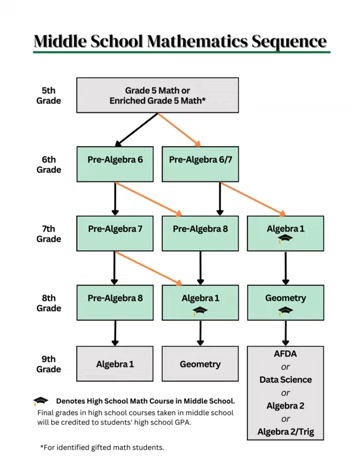 Middle School Mathematics Sequence
5th
Grade
Grade 5 Math or
Enriched Grade 5 Math*
6th
Grade
Pre-Algebra 6
Pre-Algebra 6/7
7th
Grade
Pre-Algebra 7
Pre-Algebra 8
Algebra 1
8th
Grade
Pre-Algebra 8
Algebra 1
Geometry
9th
Grade
Algebra 1
Geometry
AFDA
or
Data Science
or
Algebra 2
or
Algebra 2/Trig
Denotes High School Math Course in Middle School.
Final grades in high school courses taken in middle school
will be credited to students' high school GPA.
*For identified gifted math students.